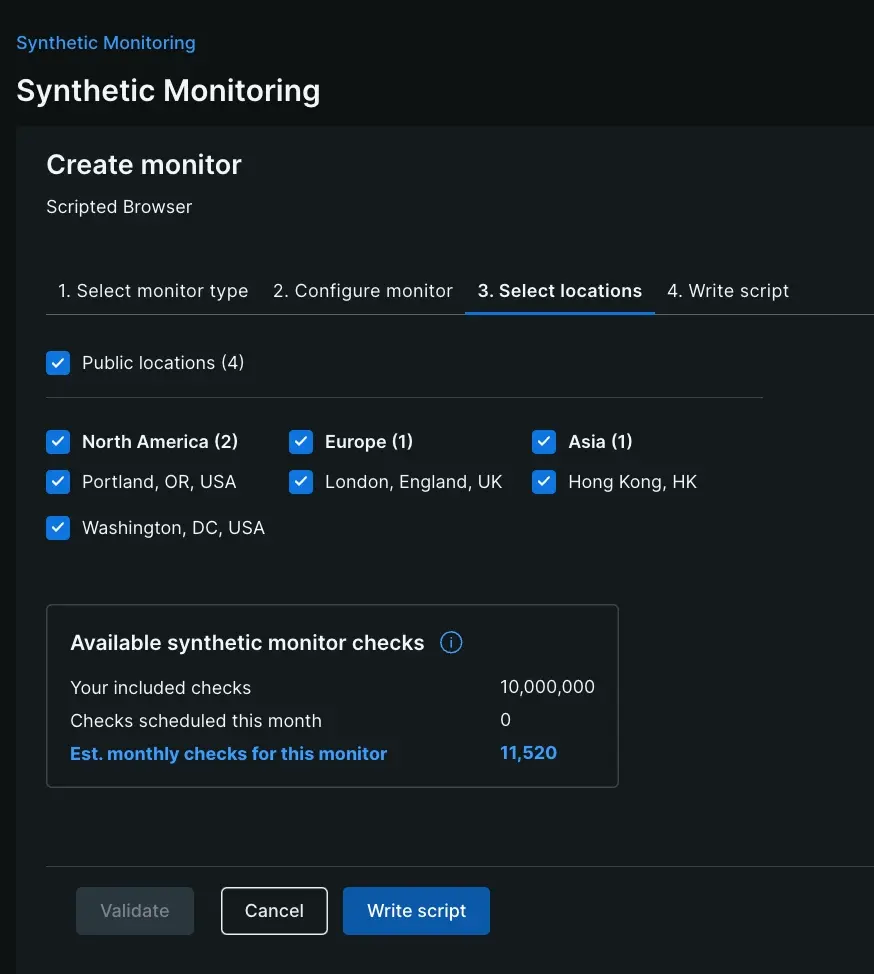 Synthetic Monitoring
Synthetic Monitoring
Create monitor
Scripted Browser
1. Select monitor type 2. Configure monitor 3. Select locations 4. Write script
Public locations (4)
North America (2) Europe (1) Asia (1)
Portland, OR, USA London, England, UK Hong Kong, HK
Washington, DC, USA
Available synthetic monitor checks i
Your included checks 10,000,000
Checks scheduled this month 0
Est. monthly checks for this monitor 11,520
Validate Cancel Write script